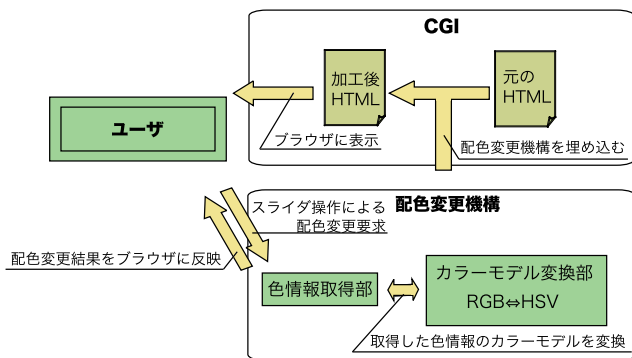 CGI
加工後
HTML
元の
HTML
ユーザ
ブラウザに表示
配色変更機構を埋め込む
スライダ操作による
配色変更要求
配色変更機構
配色変更結果をブラウザに反映
色情報取得部
カラーモデル変換部
RGB⇔HSV
取得した色情報のカラーモデルを変換